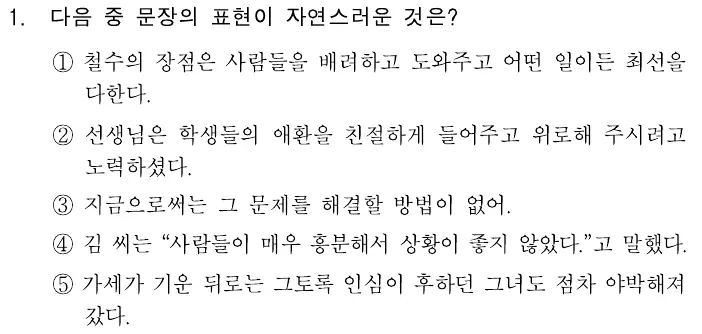 1. 다음 중 문장의 표현이 자연스러운 것은?
① 철수의 장점은 사람들을 배려하고 도와주고 어떤 일이든 최선을
다한다.
② 선생님은 학생들의 애환을 친절하게 들어주고 위로해 주시려고
노력하셨다.
③ 지금으로써는 그 문제를 해결할 방법이 없어.
④ 김 씨는 “사람들이 매우 흥분해서 상황이 좋지 않았다.”고 말했다.
⑤ 가세가 기운 뒤로는 그토록 인심이 후하던 그녀도 점차 야박해져
갔다.